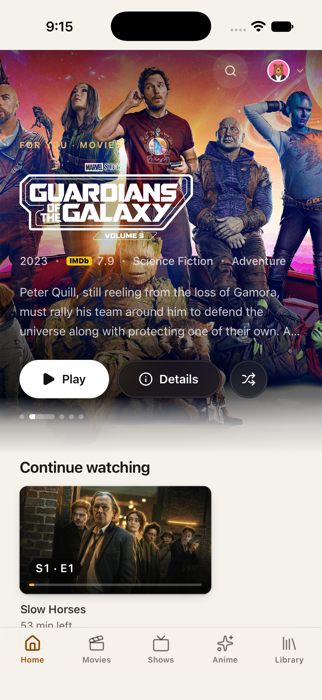 9:15
FOR YOU · MOVIES
MARVEL STUDIOS
GUARDIANS
OF THE GALAXY
VOLUME 3
2023 · IMDb 7.9 · Science Fiction · Adventure
Peter Quill, still reeling from the loss of Gamora,
must rally his team around him to defend the
universe along with protecting one of their own. A...
Play
Details
Continue watching
S1 · E1
Slow Horses
53 min left
Home
Movies
Shows
Anime
Library